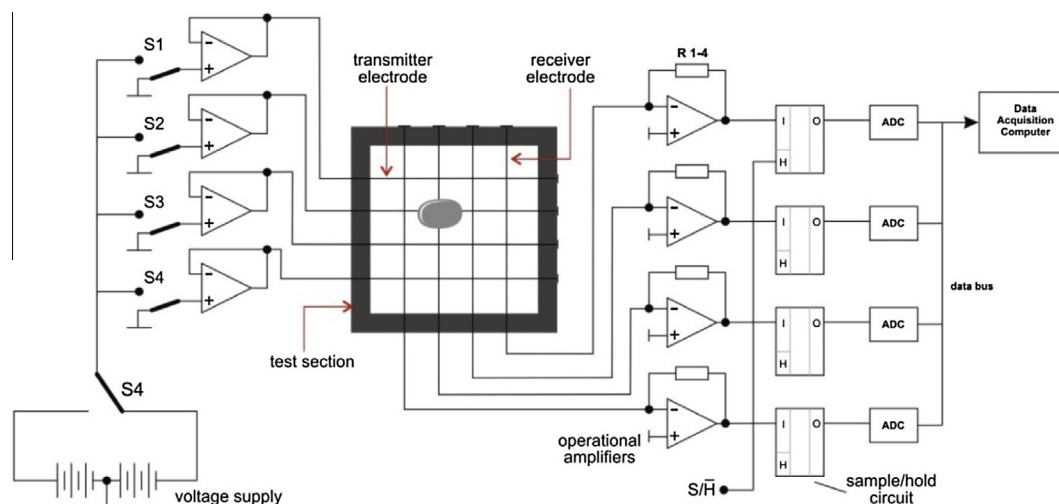 S1
S2
S3
S4
S4
voltage supply
transmitter
electrode
receiver
electrode
test section
R 1-4
operational
amplifiers
I
O
H
I
O
H
I
O
H
I
O
H
S/H̅
sample/hold
circuit
ADC
ADC
ADC
ADC
data bus
Data
Acquisition
Computer
-
+
-
+
-
+
-
+
-
+
-
+
-
+
-
+